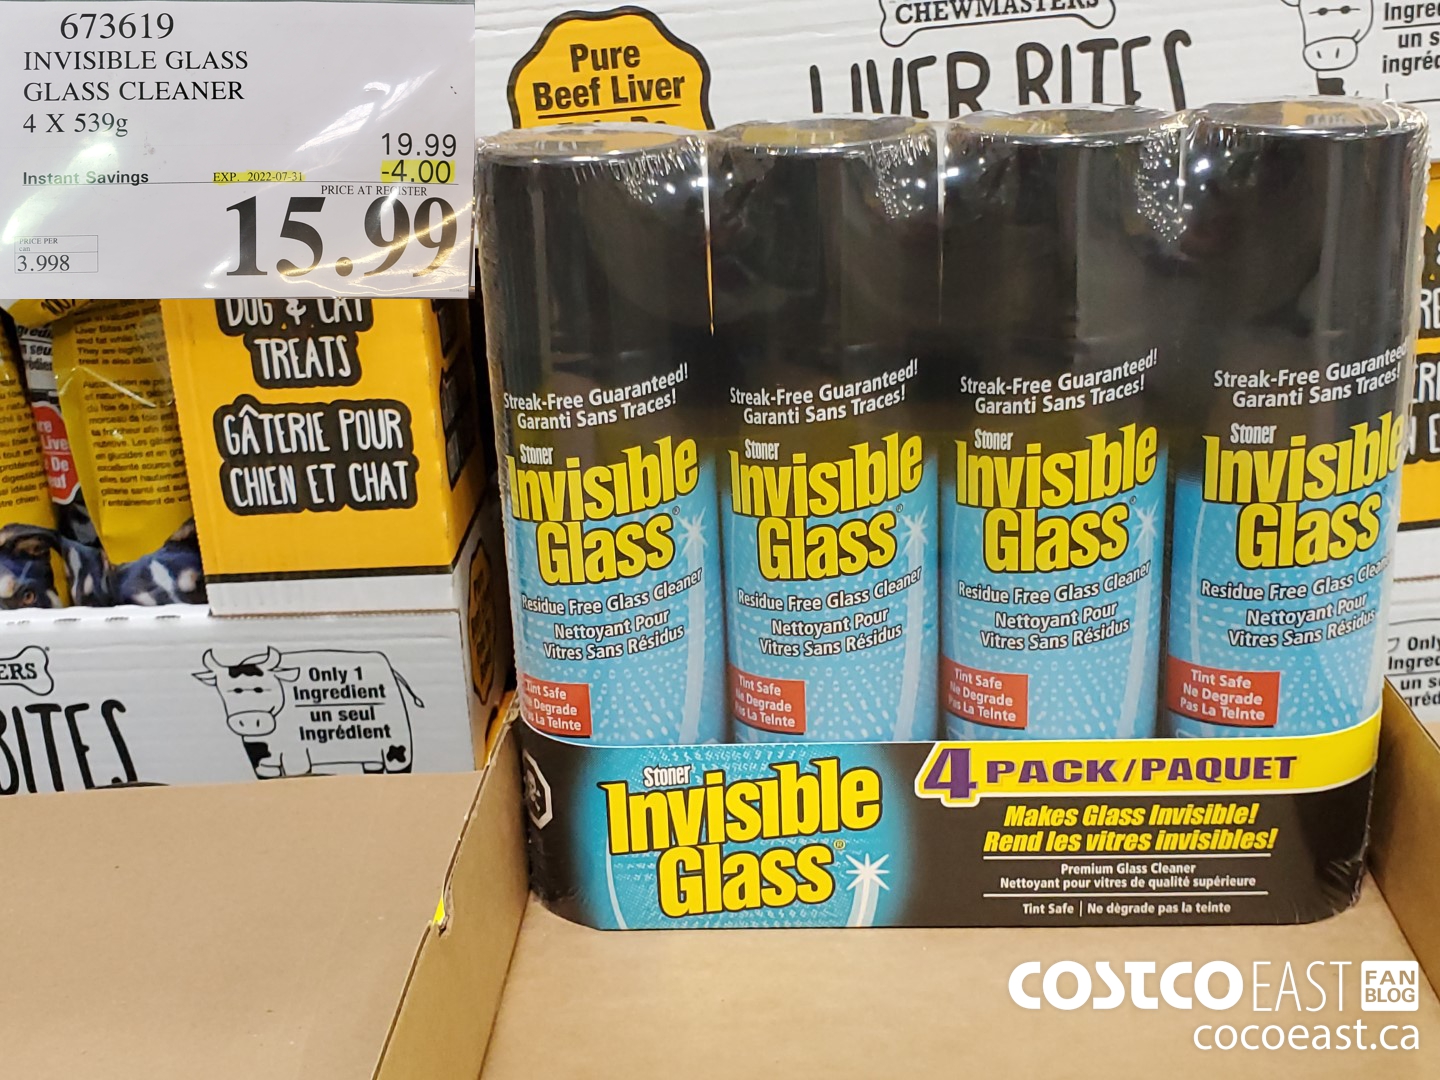 673619
INVISIBLE GLASS
GLASS CLEANER
4 X 539g
19.99
Instant Savings
EXP. 2022-07-31
-4.00
PRICE AT REGISTER
15.99
PRICE PER
can
3.998
CHEWMASTERS
Pure
Beef Liver
LIVER BITES
un s
DOG & CAT
TREATS
GÂTERIE POUR
CHIEN ET CHAT
ERS
BITES
Only 1
Ingredient
un seul
Ingrédient
Streak-Free Guaranteed!
Garanti Sans Traces!
Stoner
Invisible
Glass®
Residue Free Glass Cleaner
Nettoyant Pour
Vitres Sans Résidus
Tint Safe
Ne Degrade
Pas La Teinte
Streak-Free Guaranteed!
Garanti Sans Traces!
Stoner
Invisible
Glass®
Residue Free Glass Cleaner
Nettoyant Pour
Vitres Sans Résidus
Tint Safe
Ne Degrade
Pas La Teinte
Streak-Free Guaranteed!
Garanti Sans Traces!
Stoner
Invisible
Glass®
Residue Free Glass Cleaner
Nettoyant Pour
Vitres Sans Résidus
Tint Safe
Ne Degrade
Pas La Teinte
Streak-Free Guaranteed!
Garanti Sans Traces!
Stoner
Invisible
Glass
Residue Free Glass Cleaner
Nettoyant Pour
Vitres Sans Résidus
Tint Safe
Ne Degrade
Pas La Teinte
Only
Stoner
Invisible
Glass®
4 PACK/PAQUET
Makes Glass Invisible!
Rend les vitres invisibles!
Premium Glass Cleaner
Nettoyant pour vitres de qualité supérieure
Tint Safe | Ne dègrade pas la teinte
COSTCO EAST FAN
BLOG
cocoeast.ca